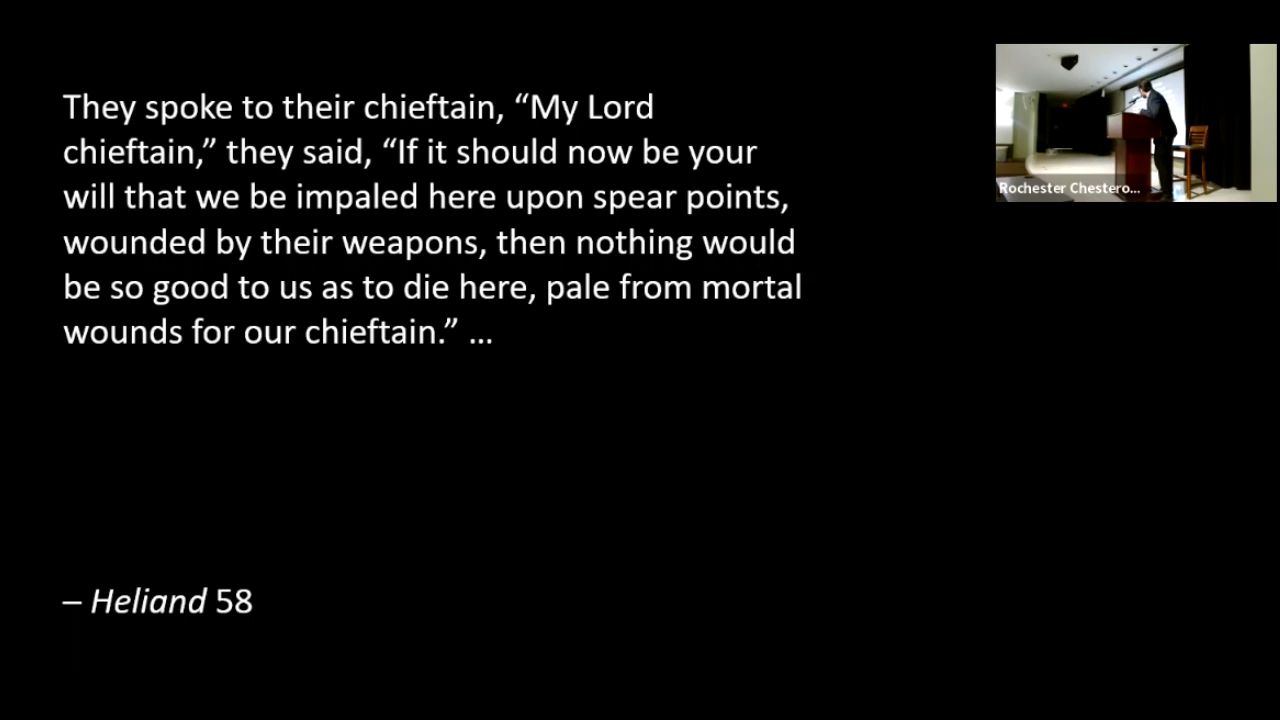 They spoke to their chieftain, “My Lord
chieftain,” they said, “If it should now be your
will that we be impaled here upon spear points,
wounded by their weapons, then nothing would
be so good to us as to die here, pale from mortal
wounds for our chieftain.” ...
– Heliand 58
Rochester Chestero...